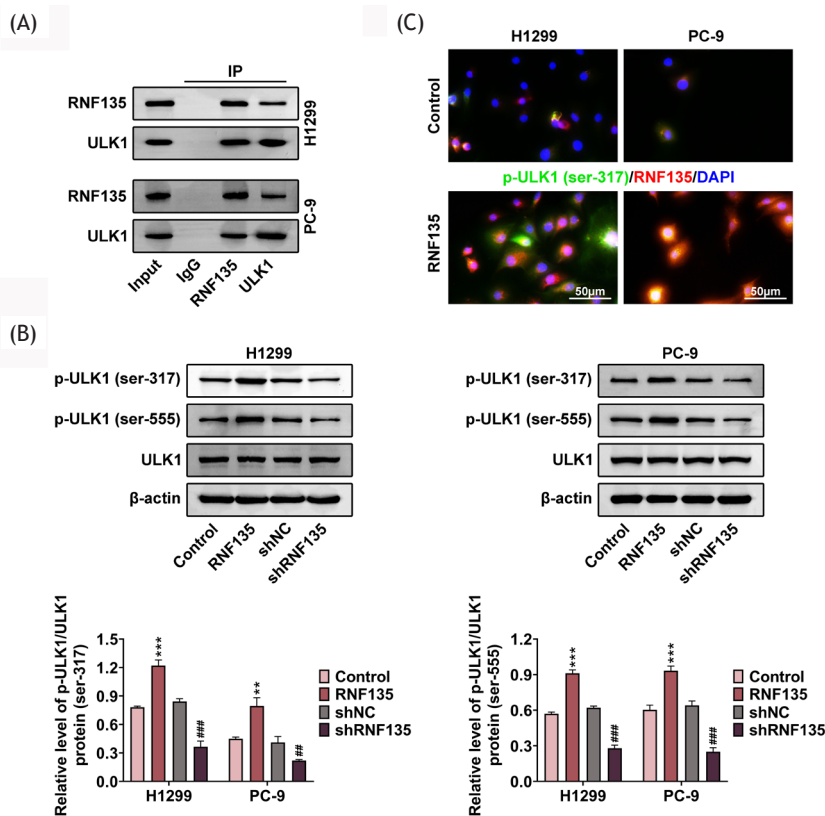 (A)
IP
RNF135
ULK1
H1299
RNF135
ULK1
PC-9
Input
IgG
RNF135
ULK1
(C)
H1299
PC-9
Control
p-ULK1 (ser-317)/RNF135/DAPI
RNF135
50μm
50μm
(B)
H1299
p-ULK1 (ser-317)
p-ULK1 (ser-555)
ULK1
β-actin
Control
RNF135
shNC
shRNF135
PC-9
p-ULK1 (ser-317)
p-ULK1 (ser-555)
ULK1
β-actin
Control
RNF135
shNC
shRNF135
Relative level of p-ULK1/ULK1
protein (ser-317)
1.5
1.2
0.9
0.6
0.3
0.0
***
###
**
##
H1299
PC-9
Control
RNF135
shNC
shRNF135
Relative level of p-ULK1/ULK1
protein (ser-555)
1.2
0.9
0.6
0.3
0.0
***
###
***
###
H1299
PC-9
Control
RNF135
shNC
shRNF135